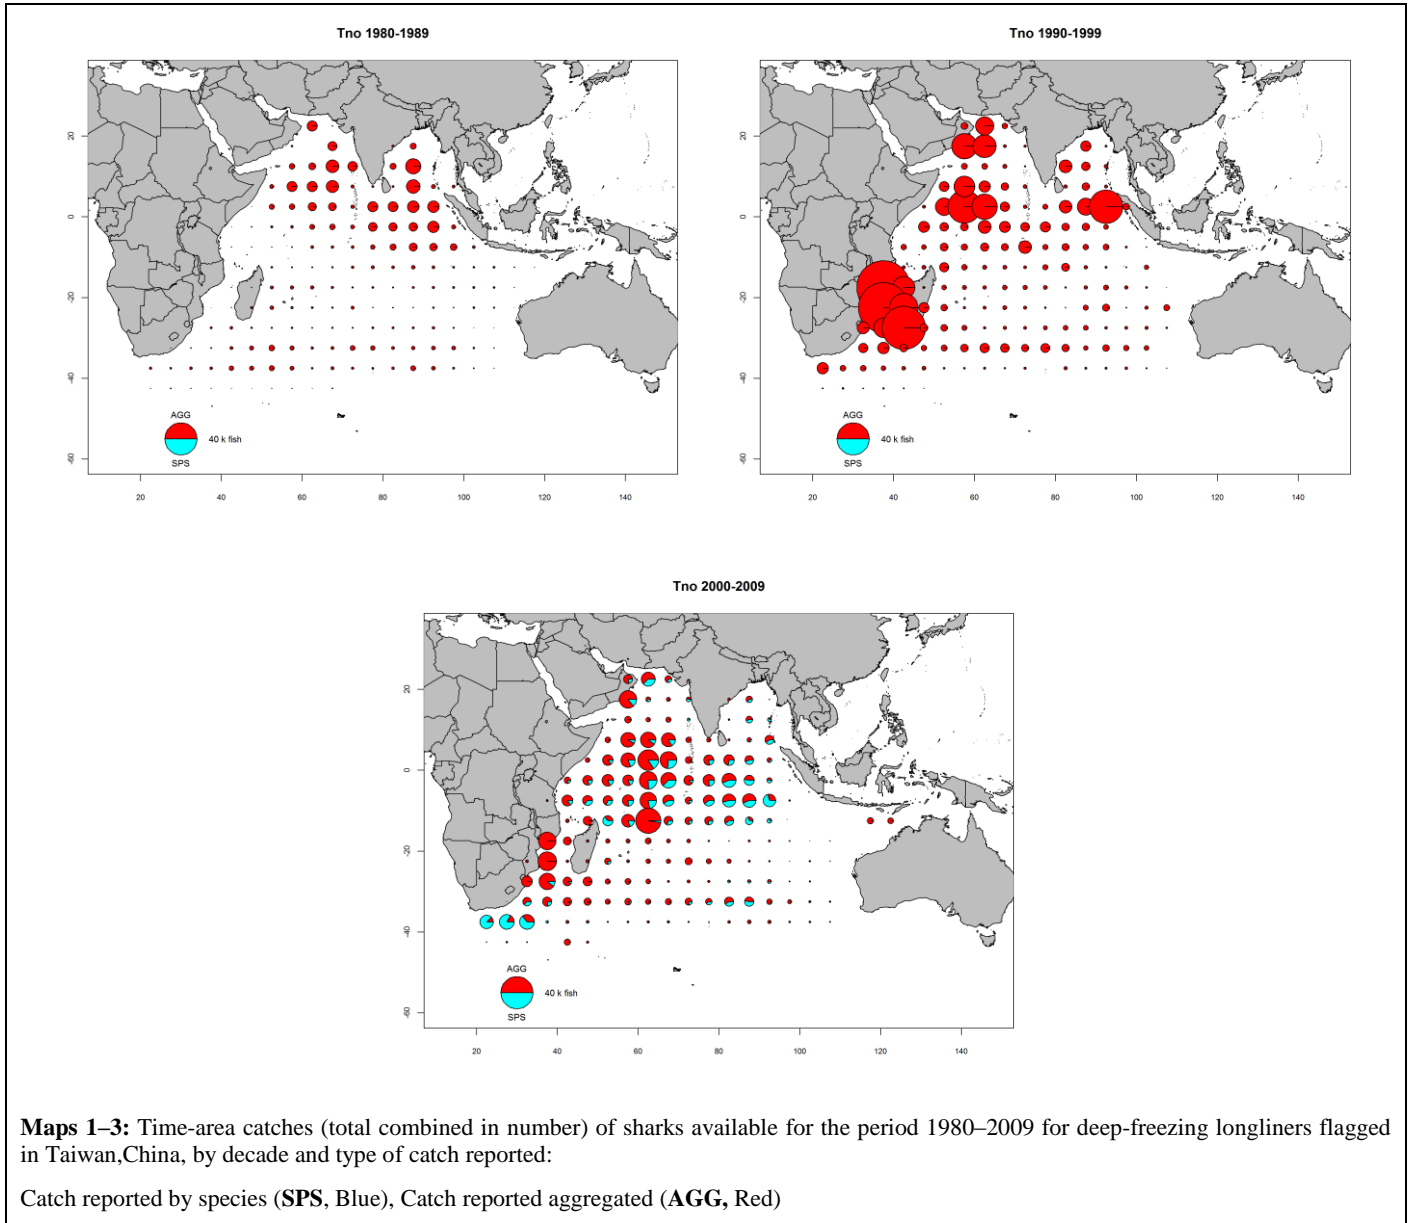 Tno 1980-1989
20
0
-20
-40
-60
AGG
40 k fish
SPS
20 40 60 80 100 120 140
Tno 1990-1999
20
0
-20
-40
-60
AGG
40 k fish
SPS
20 40 60 80 100 120 140
Tno 2000-2009
20
0
-20
-40
-60
AGG
40 k fish
SPS
20 40 60 80 100 120 140
Maps 1–3: Time-area catches (total combined in number) of sharks available for the period 1980–2009 for deep-freezing longliners flagged
in Taiwan,China, by decade and type of catch reported:
Catch reported by species (SPS, Blue), Catch reported aggregated (AGG, Red)